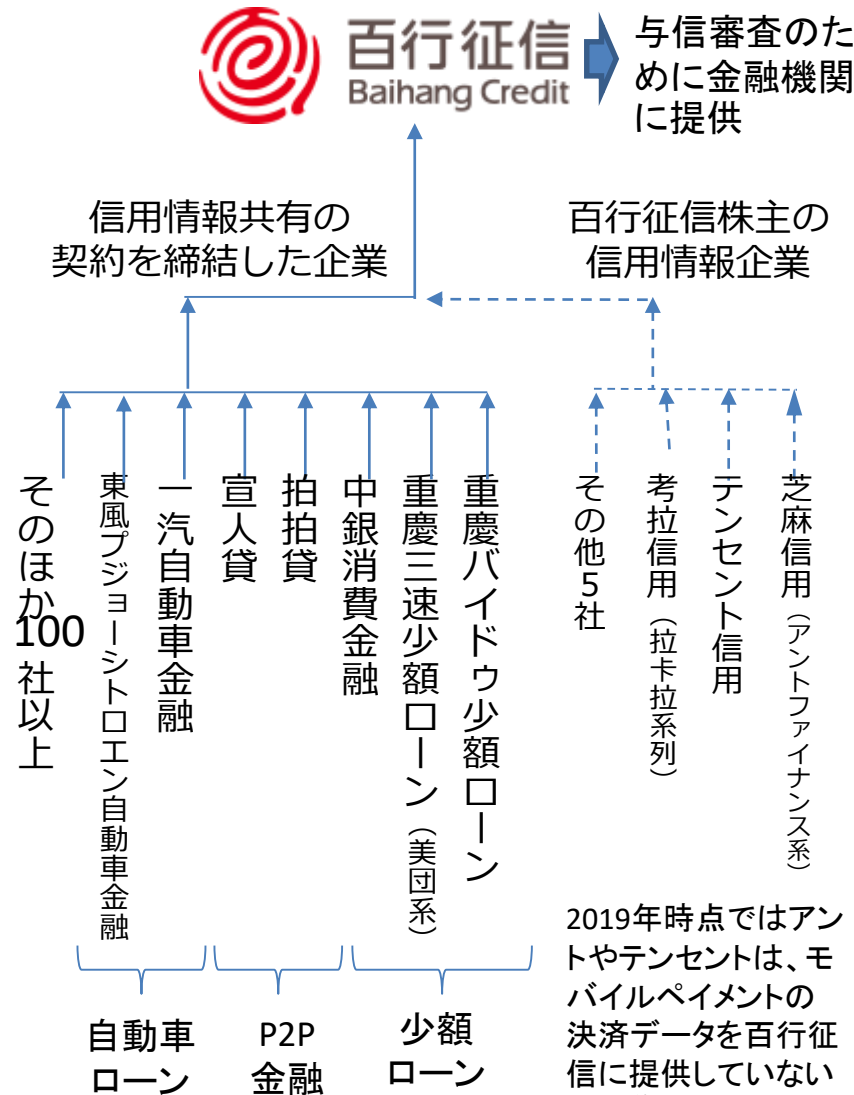 百行征信
Baihang Credit
与信審査のた
めに金融機関
に提供
信用情報共有の
契約を締結した企業
百行征信株主の
信用情報企業
そのほか100社以上
東風プジョーシトロエン自動車金融
一汽自動車金融
宣人貸
拍拍貸
中銀消費金融
重慶三速少額ローン（美団系）
重慶バイドゥ少額ローン
その他5社
考拉信用（拉卡拉系列）
テンセント信用
芝麻信用（アントファイナンス系）
自動車
ローン
P2P
金融
少額
ローン
2019年時点ではアン
トやテンセントは、モ
バイルペイメントの
決済データを百行征
信に提供していない